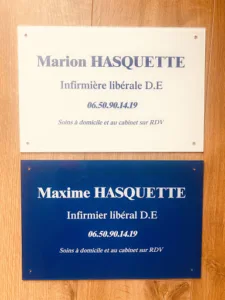 Marion HASQUETTE
Infirmière libérale D.E
06.50.90.14.19
Soins à domicile et au cabinet sur RDV
Maxime HASQUETTE
Infirmier libéral D.E
06.50.90.14.19
Soins à domicile et au cabinet sur RDV